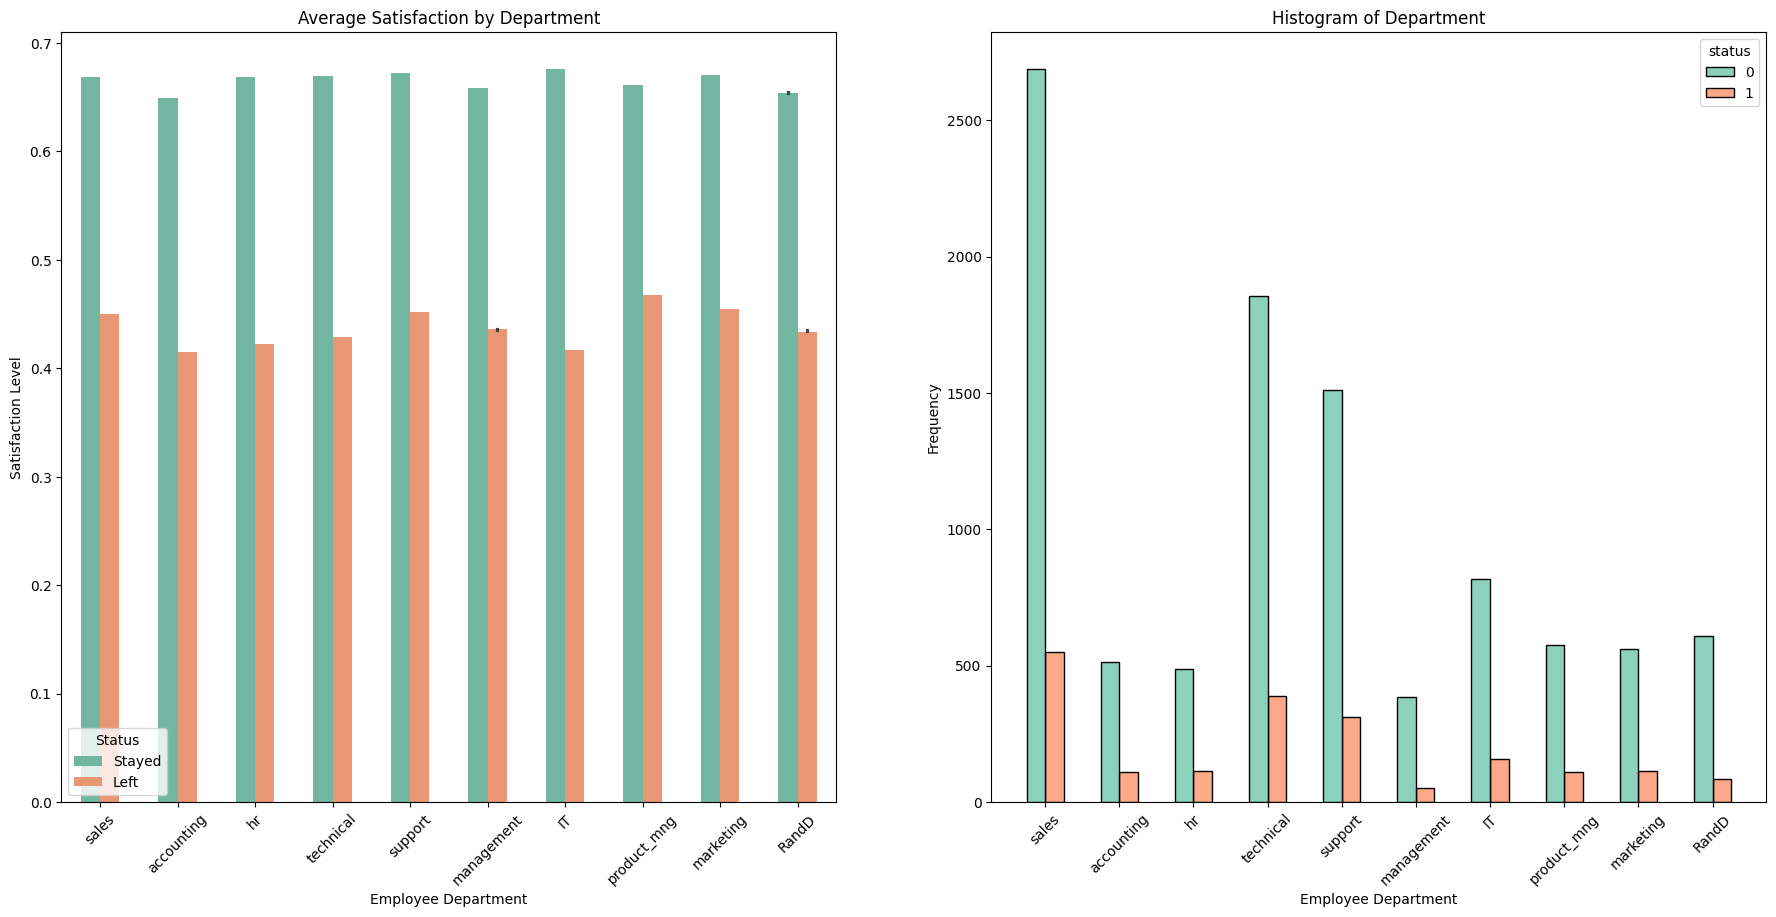 Average Satisfaction by Department
0.7
0.6
0.5
0.4
0.3
0.2
0.1
0.0
Satisfaction Level
Status
Stayed
Left
sales
accounting
hr
technical
support
management
IT
product_mng
marketing
RandD
Employee Department
Histogram of Department
status
0
1
2500
2000
1500
1000
500
0
Frequency
sales
accounting
hr
technical
support
management
IT
product_mng
marketing
RandD
Employee Department